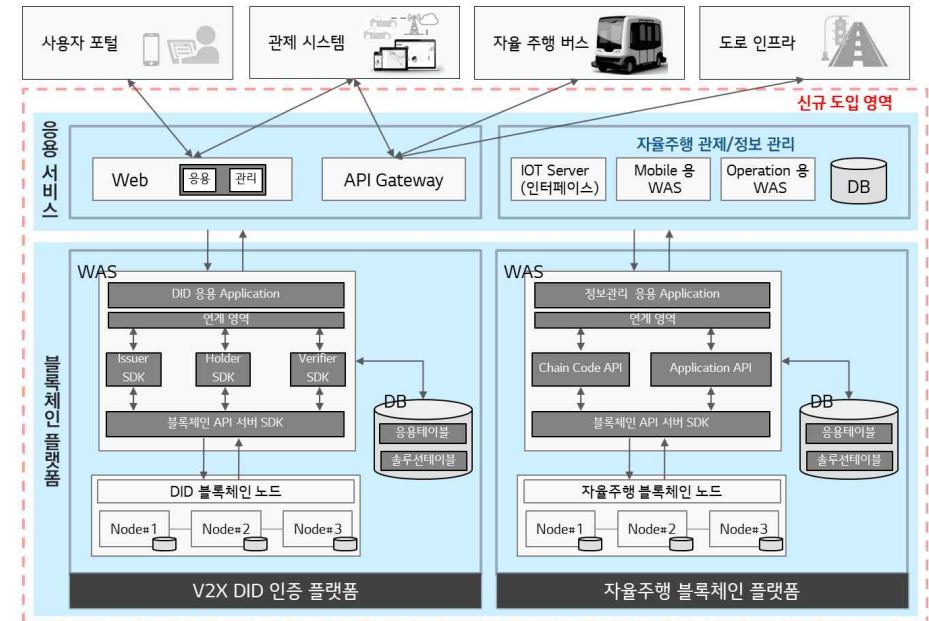 사용자 포털
관제 시스템
자율 주행 버스
도로 인프라
신규 도입 영역
응용 서비스
Web
응용
관리
API Gateway
자율주행 관제/정보 관리
IOT Server
(인터페이스)
Mobile 용
WAS
Operation 용
WAS
DB
블록체인 플랫폼
WAS
DID 응용 Application
연계 영역
Issuer
SDK
Holder
SDK
Verifier
SDK
블록체인 API 서버 SDK
DB
응용테이블
솔루션테이블
DID 블록체인 노드
Node#1
Node#2
Node#3
V2X DID 인증 플랫폼
WAS
정보관리 응용 Application
연계 영역
Chain Code API
Application API
블록체인 API 서버 SDK
DB
응용테이블
솔루션테이블
자율주행 블록체인 노드
Node#1
Node#2
Node#3
자율주행 블록체인 플랫폼